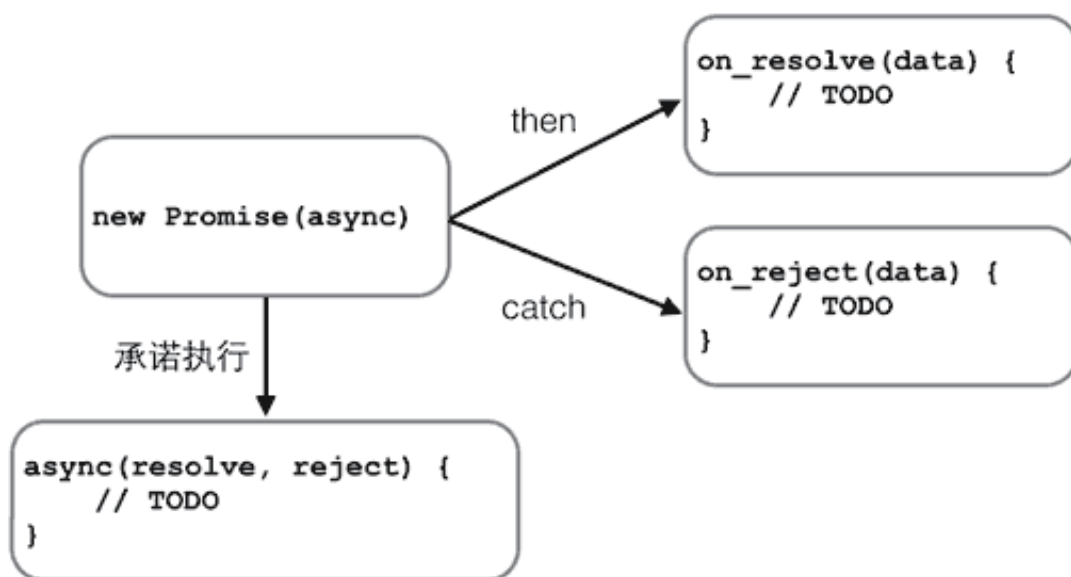 new Promise(async)
then
on_resolve(data) {
    // TODO
}
catch
on_reject(data) {
    // TODO
}
承诺执行
async(resolve, reject) {
    // TODO
}